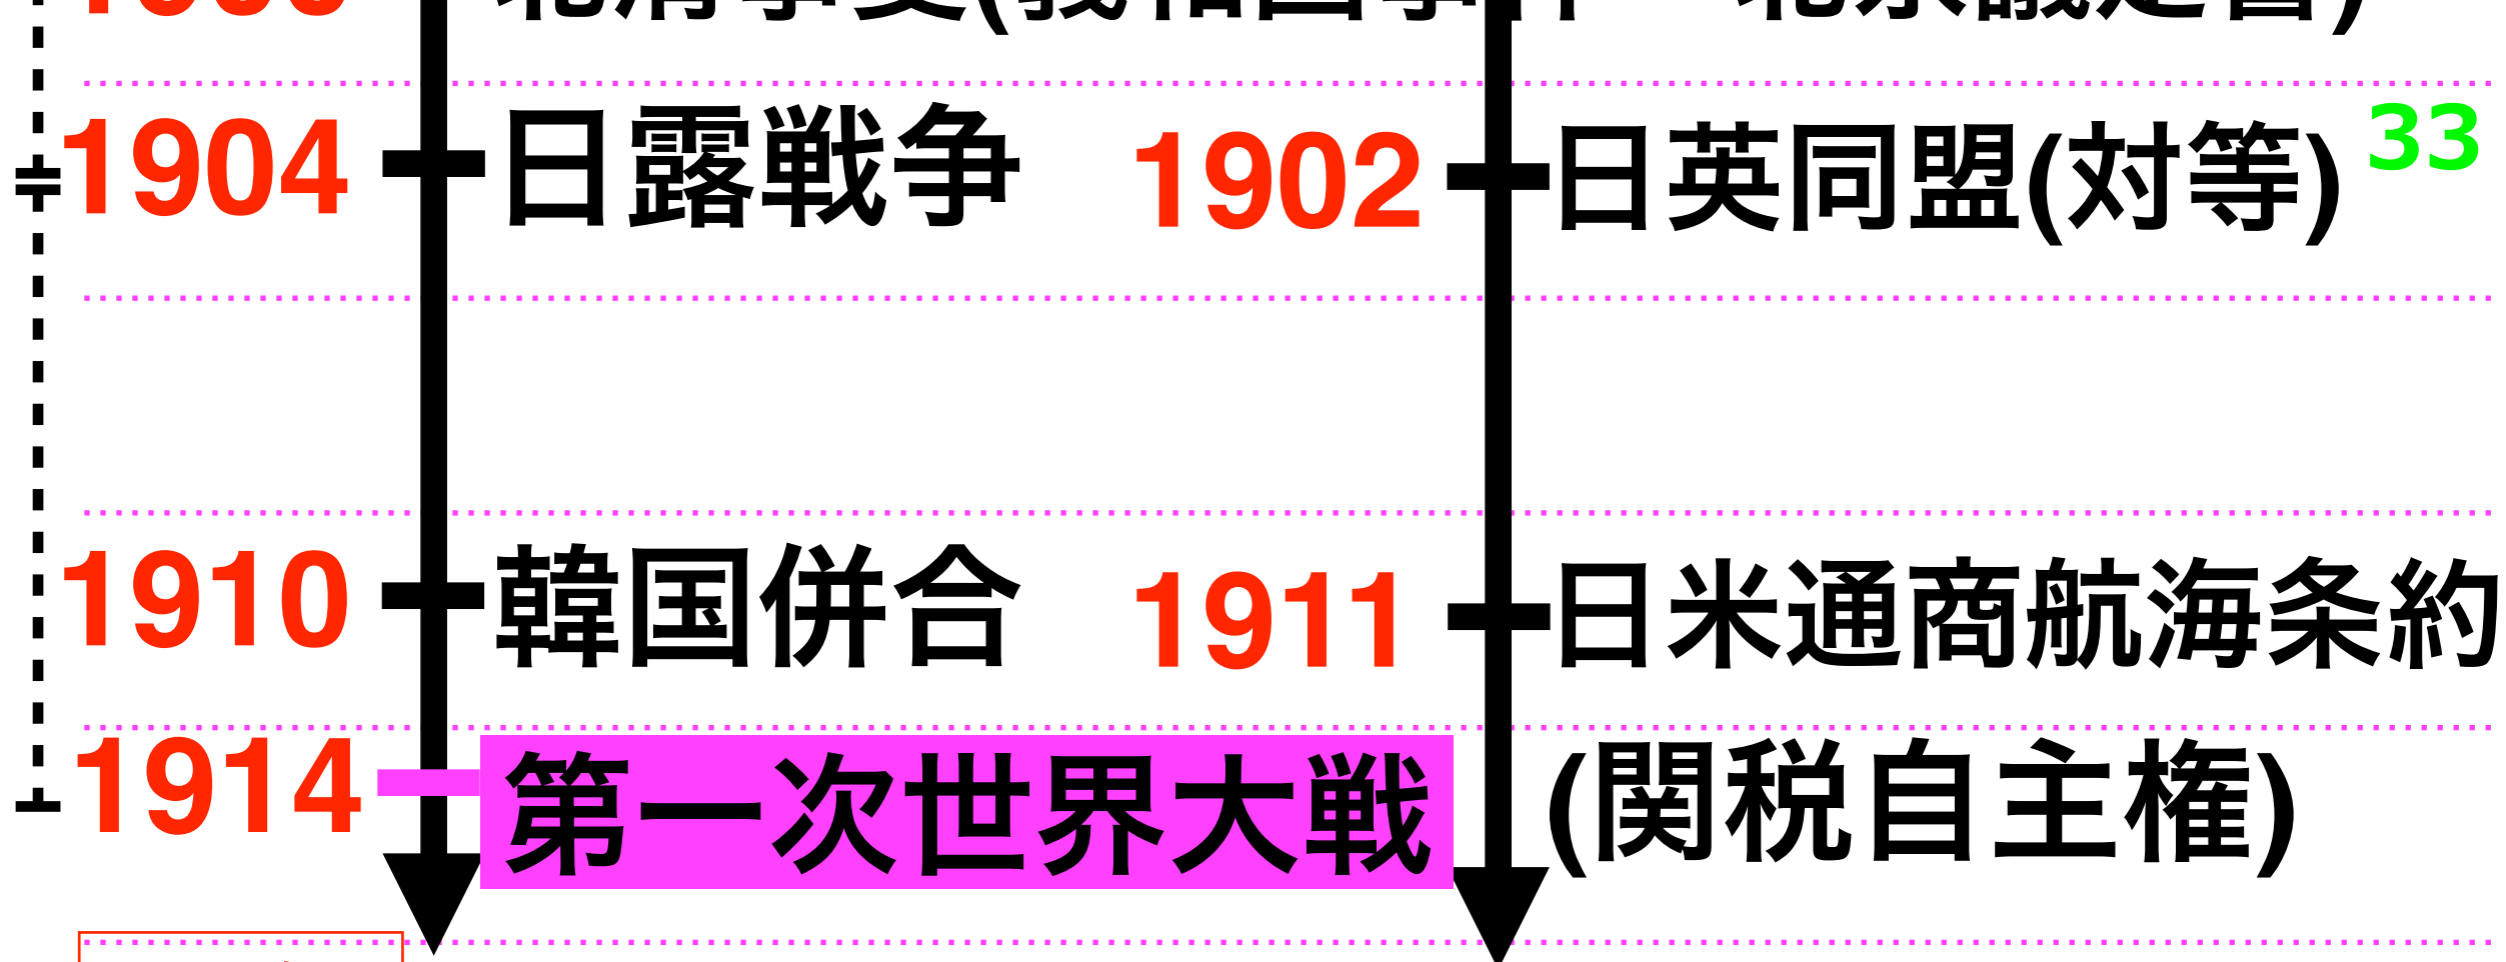 1904 日露戦争 1902 日英同盟(対等) 33
1910 韓国併合 1911 日米通商航海条約
1914 第一次世界大戦 (関税自主権)